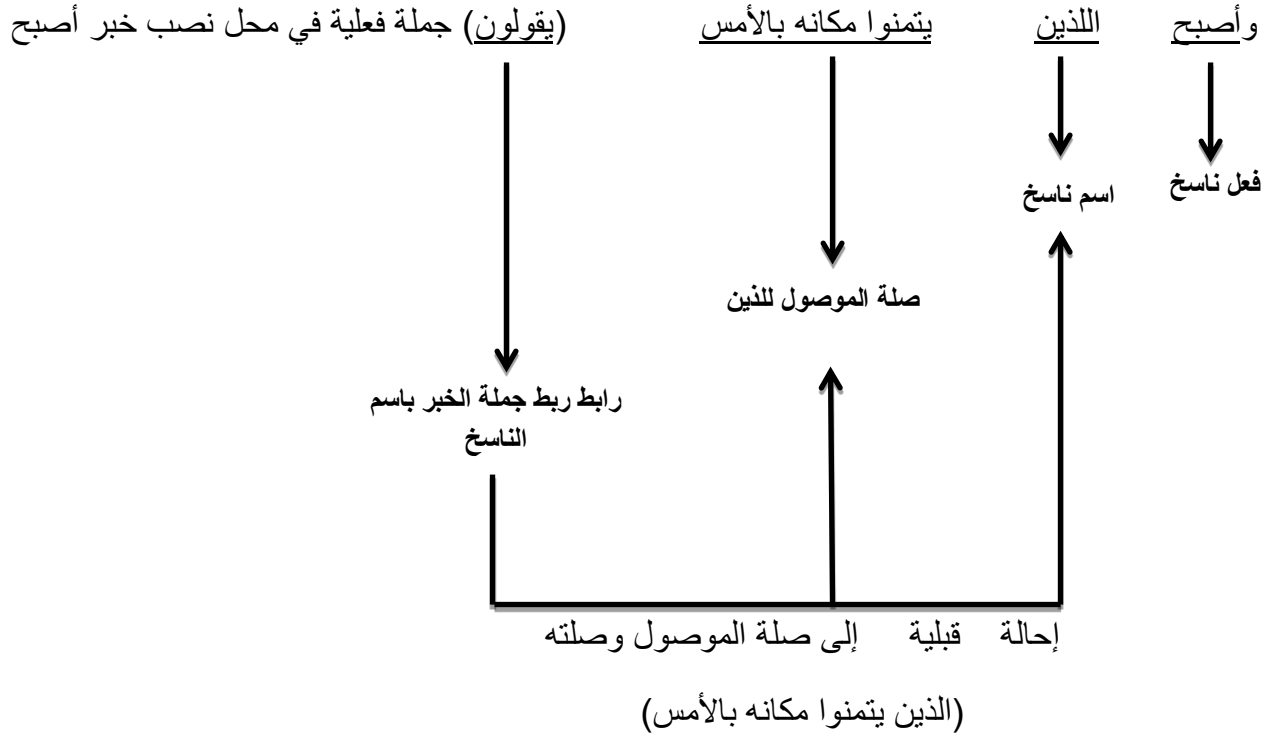 وأصبح اللذين يتمنوا مكانه بالأمس (يقولون) جملة فعلية في محل نصب خبر أصبح
فعل ناسخ
اسم ناسخ
صلة الموصول للذين
رابط ربط جملة الخبر باسم
الناسخ
إحالة قبلية إلى صلة الموصول وصلته
(الذين يتمنوا مكانه بالأمس)